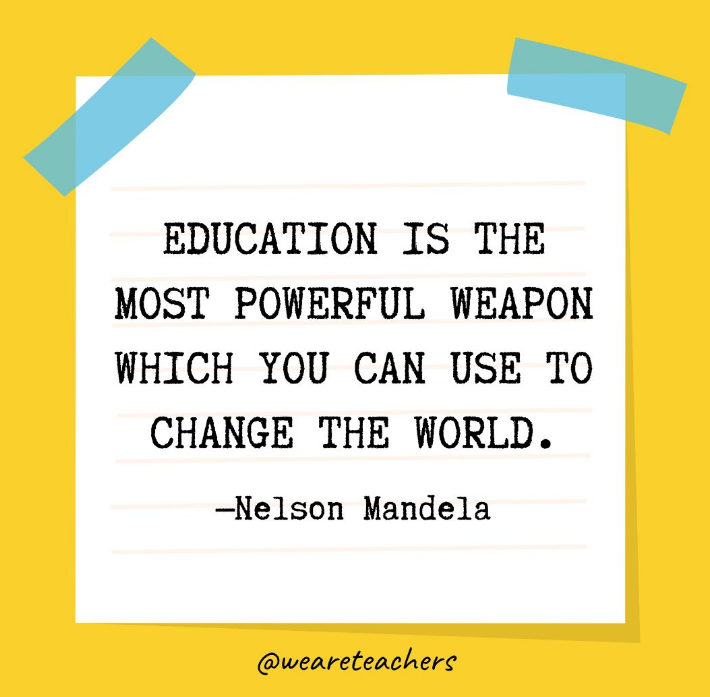 EDUCATION IS THE
MOST POWERFUL WEAPON
WHICH YOU CAN USE TO
CHANGE THE WORLD.
—Nelson Mandela
@weareteachers